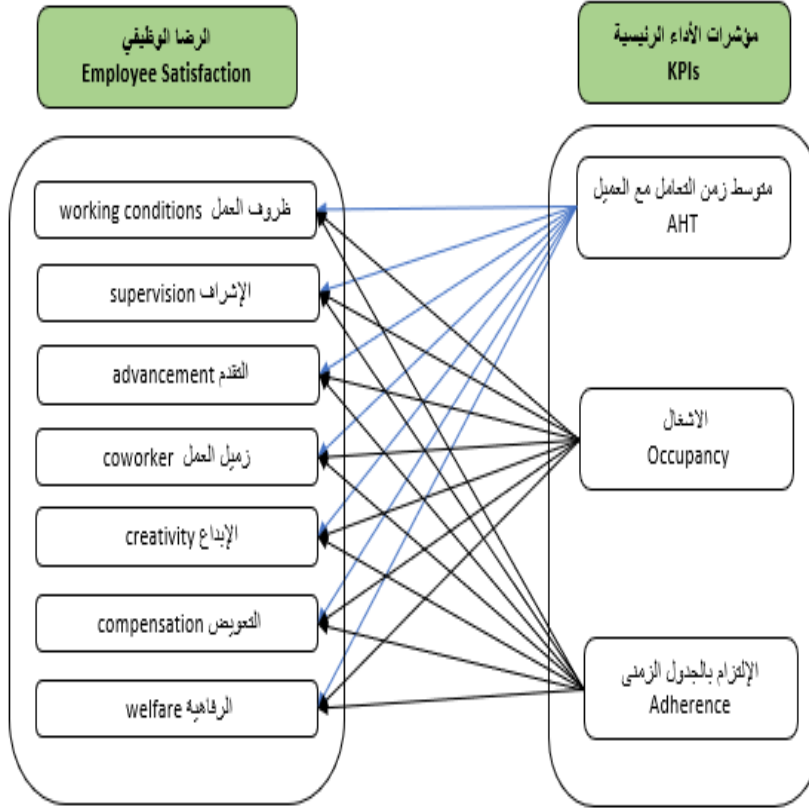 الرضا الوظيفي
Employee Satisfaction
مؤشرات الأداء الرئيسية
KPIs
working conditions ظروف العمل
supervision الإشراف
advancement التقدم
coworker زميل العمل
creativity الإبداع
compensation التعويض
welfare الرفاهية
متوسط زمن التعامل مع العميل
AHT
الاشغال
Occupancy
الإلتزام بالجدول الزمنى
Adherence